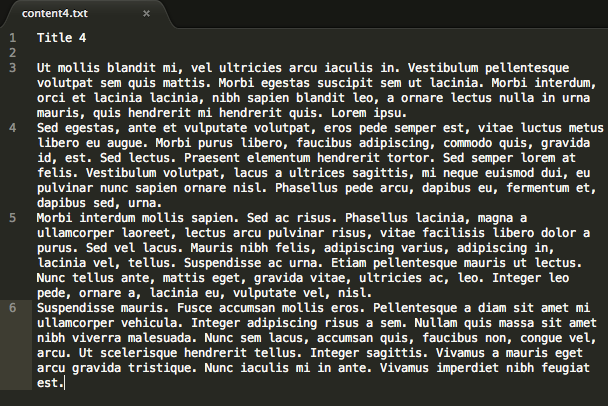 content4.txt ×
1 Title 4
2
3 Ut mollis blandit mi, vel ultricies arcu iaculis in. Vestibulum pellentesque
volutpat sem quis mattis. Morbi egestas suscipit sem ut lacinia. Morbi interdum,
orci et lacinia lacinia, nibh sapien blandit leo, a ornare lectus nulla in urna
mauris, quis hendrerit mi hendrerit quis. Lorem ipsu.
4 Sed egestas, ante et vulputate volutpat, eros pede semper est, vitae luctus metus
libero eu augue. Morbi purus libero, faucibus adipiscing, commodo quis, gravida
id, est. Sed lectus. Praesent elementum hendrerit tortor. Sed semper lorem at
felis. Vestibulum volutpat, lacus a ultrices sagittis, mi neque euismod dui, eu
pulvinar nunc sapien ornare nisl. Phasellus pede arcu, dapibus eu, fermentum et,
dapibus sed, urna.
5 Morbi interdum mollis sapien. Sed ac risus. Phasellus lacinia, magna a
ullamcorper laoreet, lectus arcu pulvinar risus, vitae facilisis libero dolor a
purus. Sed vel lacus. Mauris nibh felis, adipiscing varius, adipiscing in,
lacinia vel, tellus. Suspendisse ac urna. Etiam pellentesque mauris ut lectus.
Nunc tellus ante, mattis eget, gravida vitae, ultricies ac, leo. Integer leo
pede, ornare a, lacinia eu, vulputate vel, nisl.
6 Suspendisse mauris. Fusce accumsan mollis eros. Pellentesque a diam sit amet mi
ullamcorper vehicula. Integer adipiscing risus a sem. Nullam quis massa sit amet
nibh viverra malesuada. Nunc sem lacus, accumsan quis, faucibus non, congue vel,
arcu. Ut scelerisque hendrerit tellus. Integer sagittis. Vivamus a mauris eget
arcu gravida tristique. Nunc iaculis mi in ante. Vivamus imperdiet nibh feugiat
est.